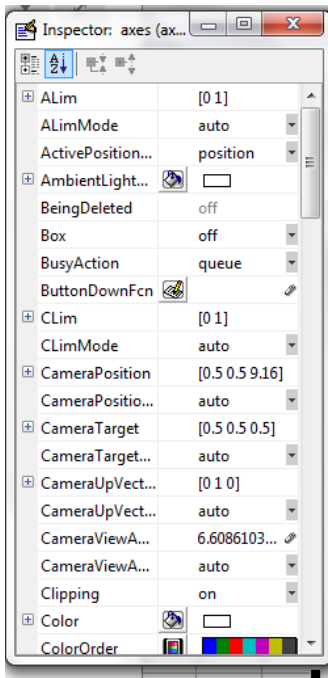 Inspector: axes (ax...
ALim [0 1]
ALimMode auto
ActivePosition... position
AmbientLight...
BeingDeleted off
Box off
BusyAction queue
ButtonDownFcn
CLim [0 1]
CLimMode auto
CameraPosition [0.5 0.5 9.16]
CameraPositio... auto
CameraTarget [0.5 0.5 0.5]
CameraTarget... auto
CameraUpVect... [0 1 0]
CameraUpVect... auto
CameraViewA... 6.6086103...
CameraViewA... auto
Clipping on
Color
ColorOrder